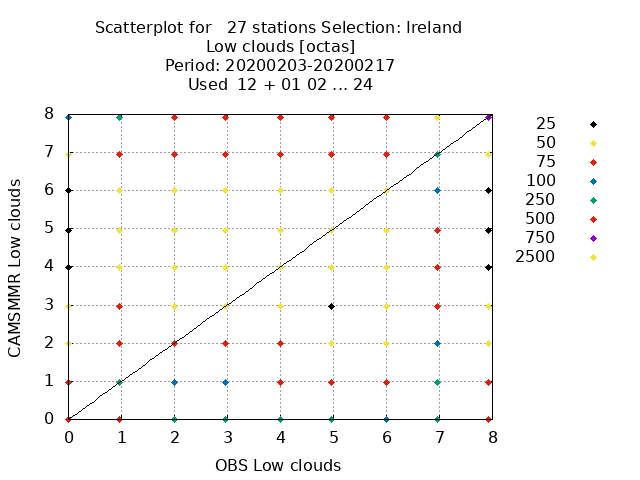 Scatterplot for   27 stations Selection: Ireland
Low clouds [octas]
Period: 20200203-20200217
Used  12 + 01 02 ... 24
CAMSMMR Low clouds
8
7
6
5
4
3
2
1
0
0 1 2 3 4 5 6 7 8
OBS Low clouds
25
50
75
100
250
500
750
2500